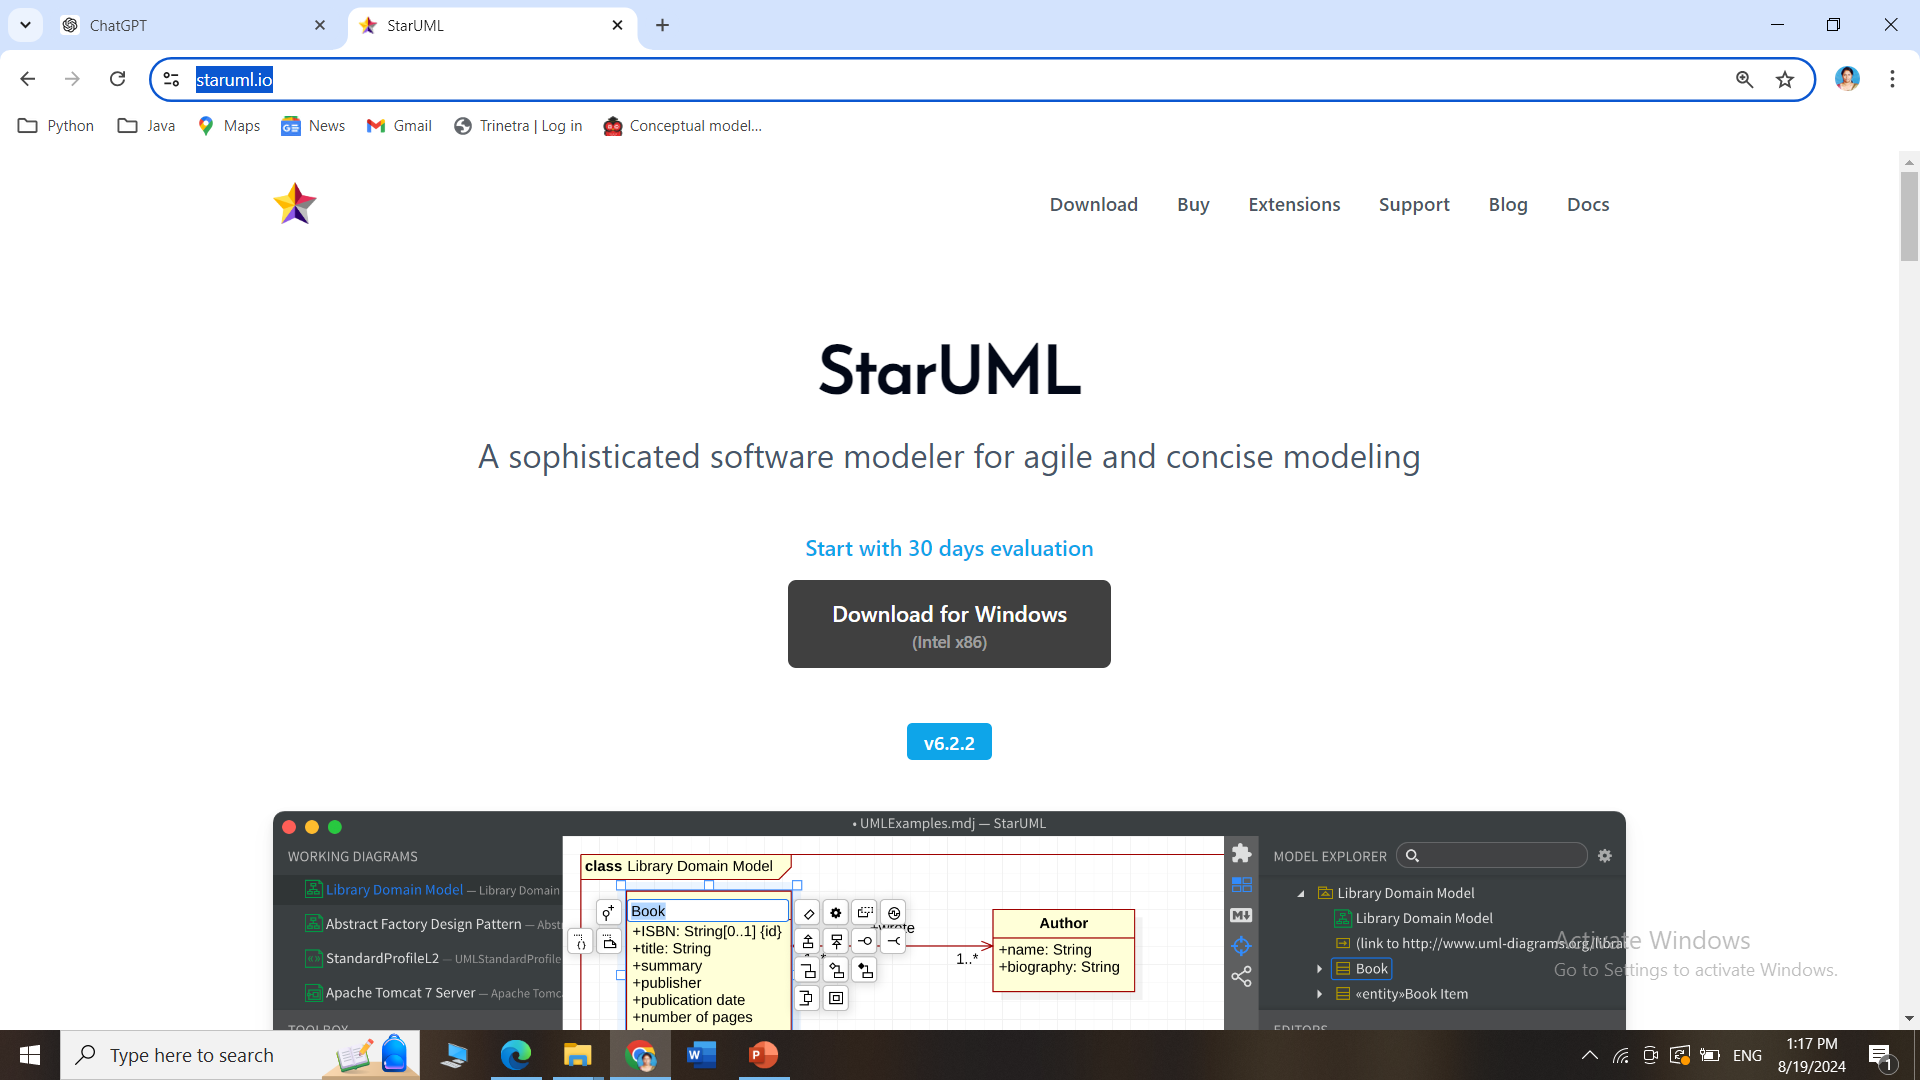 ChatGPT
StarUML
staruml.io
Python
Java
Maps
News
Gmail
Trinetra | Log in
Conceptual model...
Download
Buy
Extensions
Support
Blog
Docs
StarUML
A sophisticated software modeler for agile and concise modeling
Start with 30 days evaluation
Download for Windows
(Intel x86)
v6.2.2
• UMLExamples.mdj — StarUML
WORKING DIAGRAMS
Library Domain Model — Library Domain
Abstract Factory Design Pattern — Abst
StandardProfileL2 — UMLStandardProfile
Apache Tomcat 7 Server — Apache Tomc
TOOLBOX
class Library Domain Model
Book
+ISBN: String[0..1] {id}
+title: String
+summary
+publisher
+publication date
+number of pages
+wrote
1..*
Author
+name: String
+biography: String
MODEL EXPLORER
Library Domain Model
Library Domain Model
(link to http://www.uml-diagrams.org/libra
Book
«entity»Book Item
EDITORS
Activate Windows
Go to Settings to activate Windows.
Type here to search
ENG
1:17 PM
8/19/2024
1